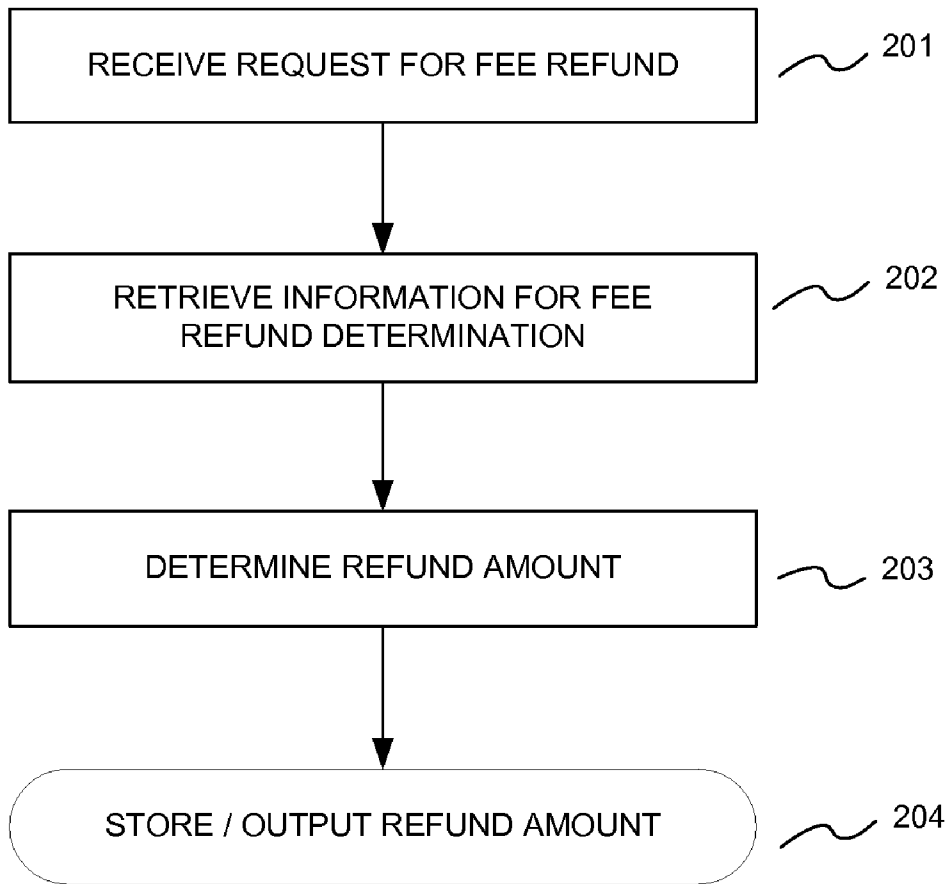 RECEIVE REQUEST FOR FEE REFUND
201
RETRIEVE INFORMATION FOR FEE
REFUND DETERMINATION
202
DETERMINE REFUND AMOUNT
203
STORE / OUTPUT REFUND AMOUNT
204